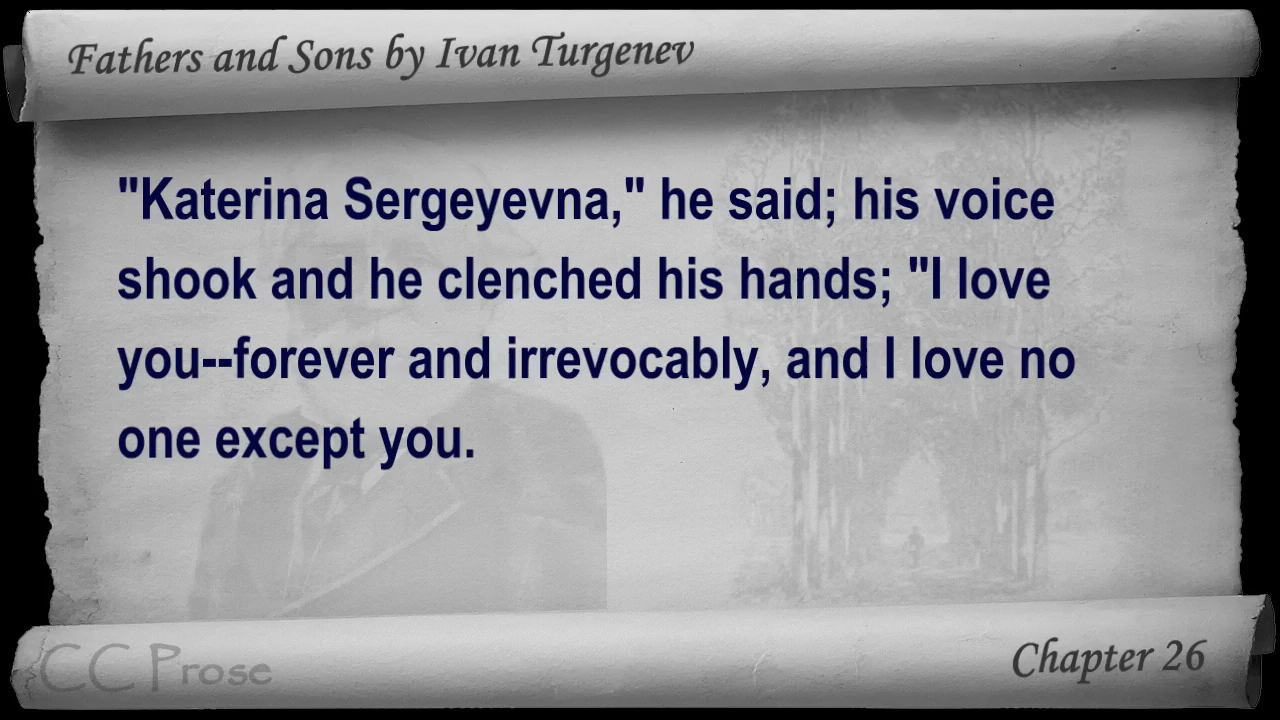 Fathers and Sons by Ivan Turgenev
"Katerina Sergeyevna," he said; his voice
shook and he clenched his hands; "I love
you--forever and irrevocably, and I love no
one except you.
CC Prose
Chapter 26